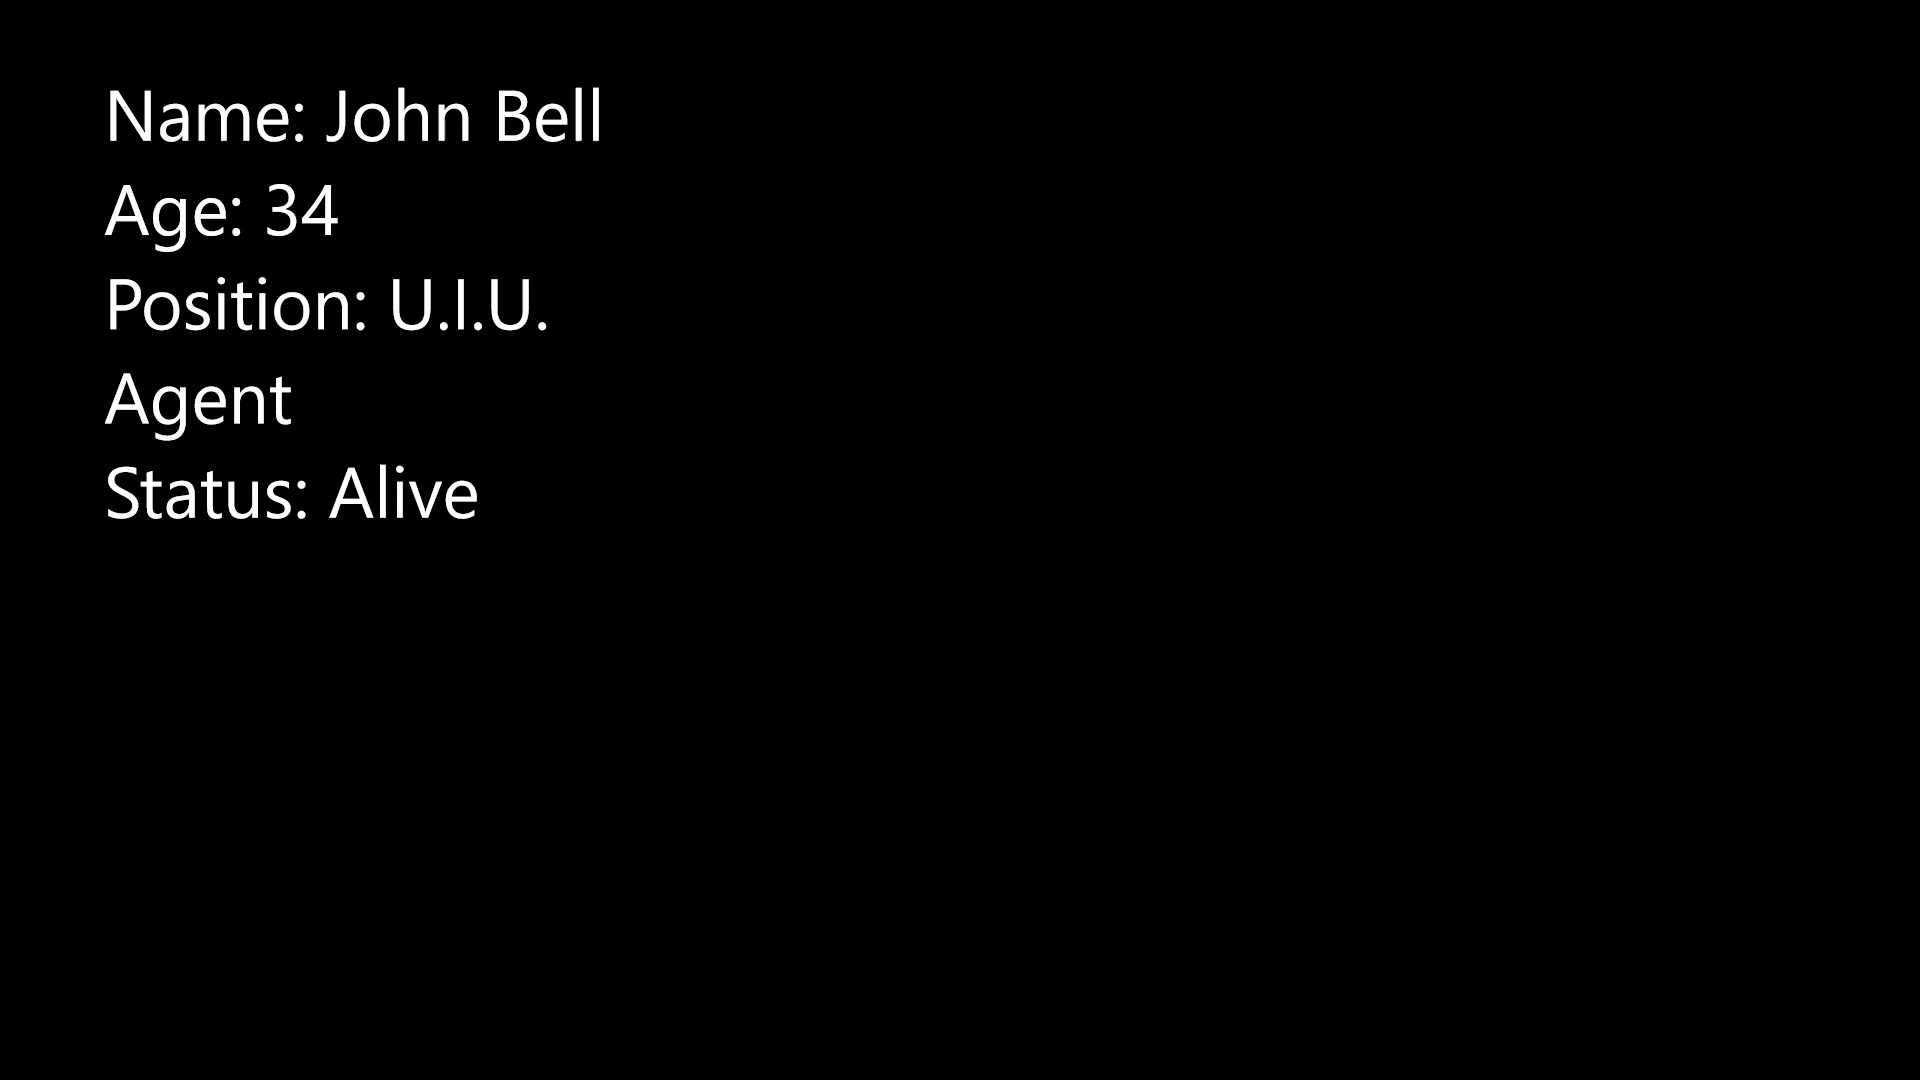 Name: John Bell
Age: 34
Position: U.I.U.
Agent
Status: Alive